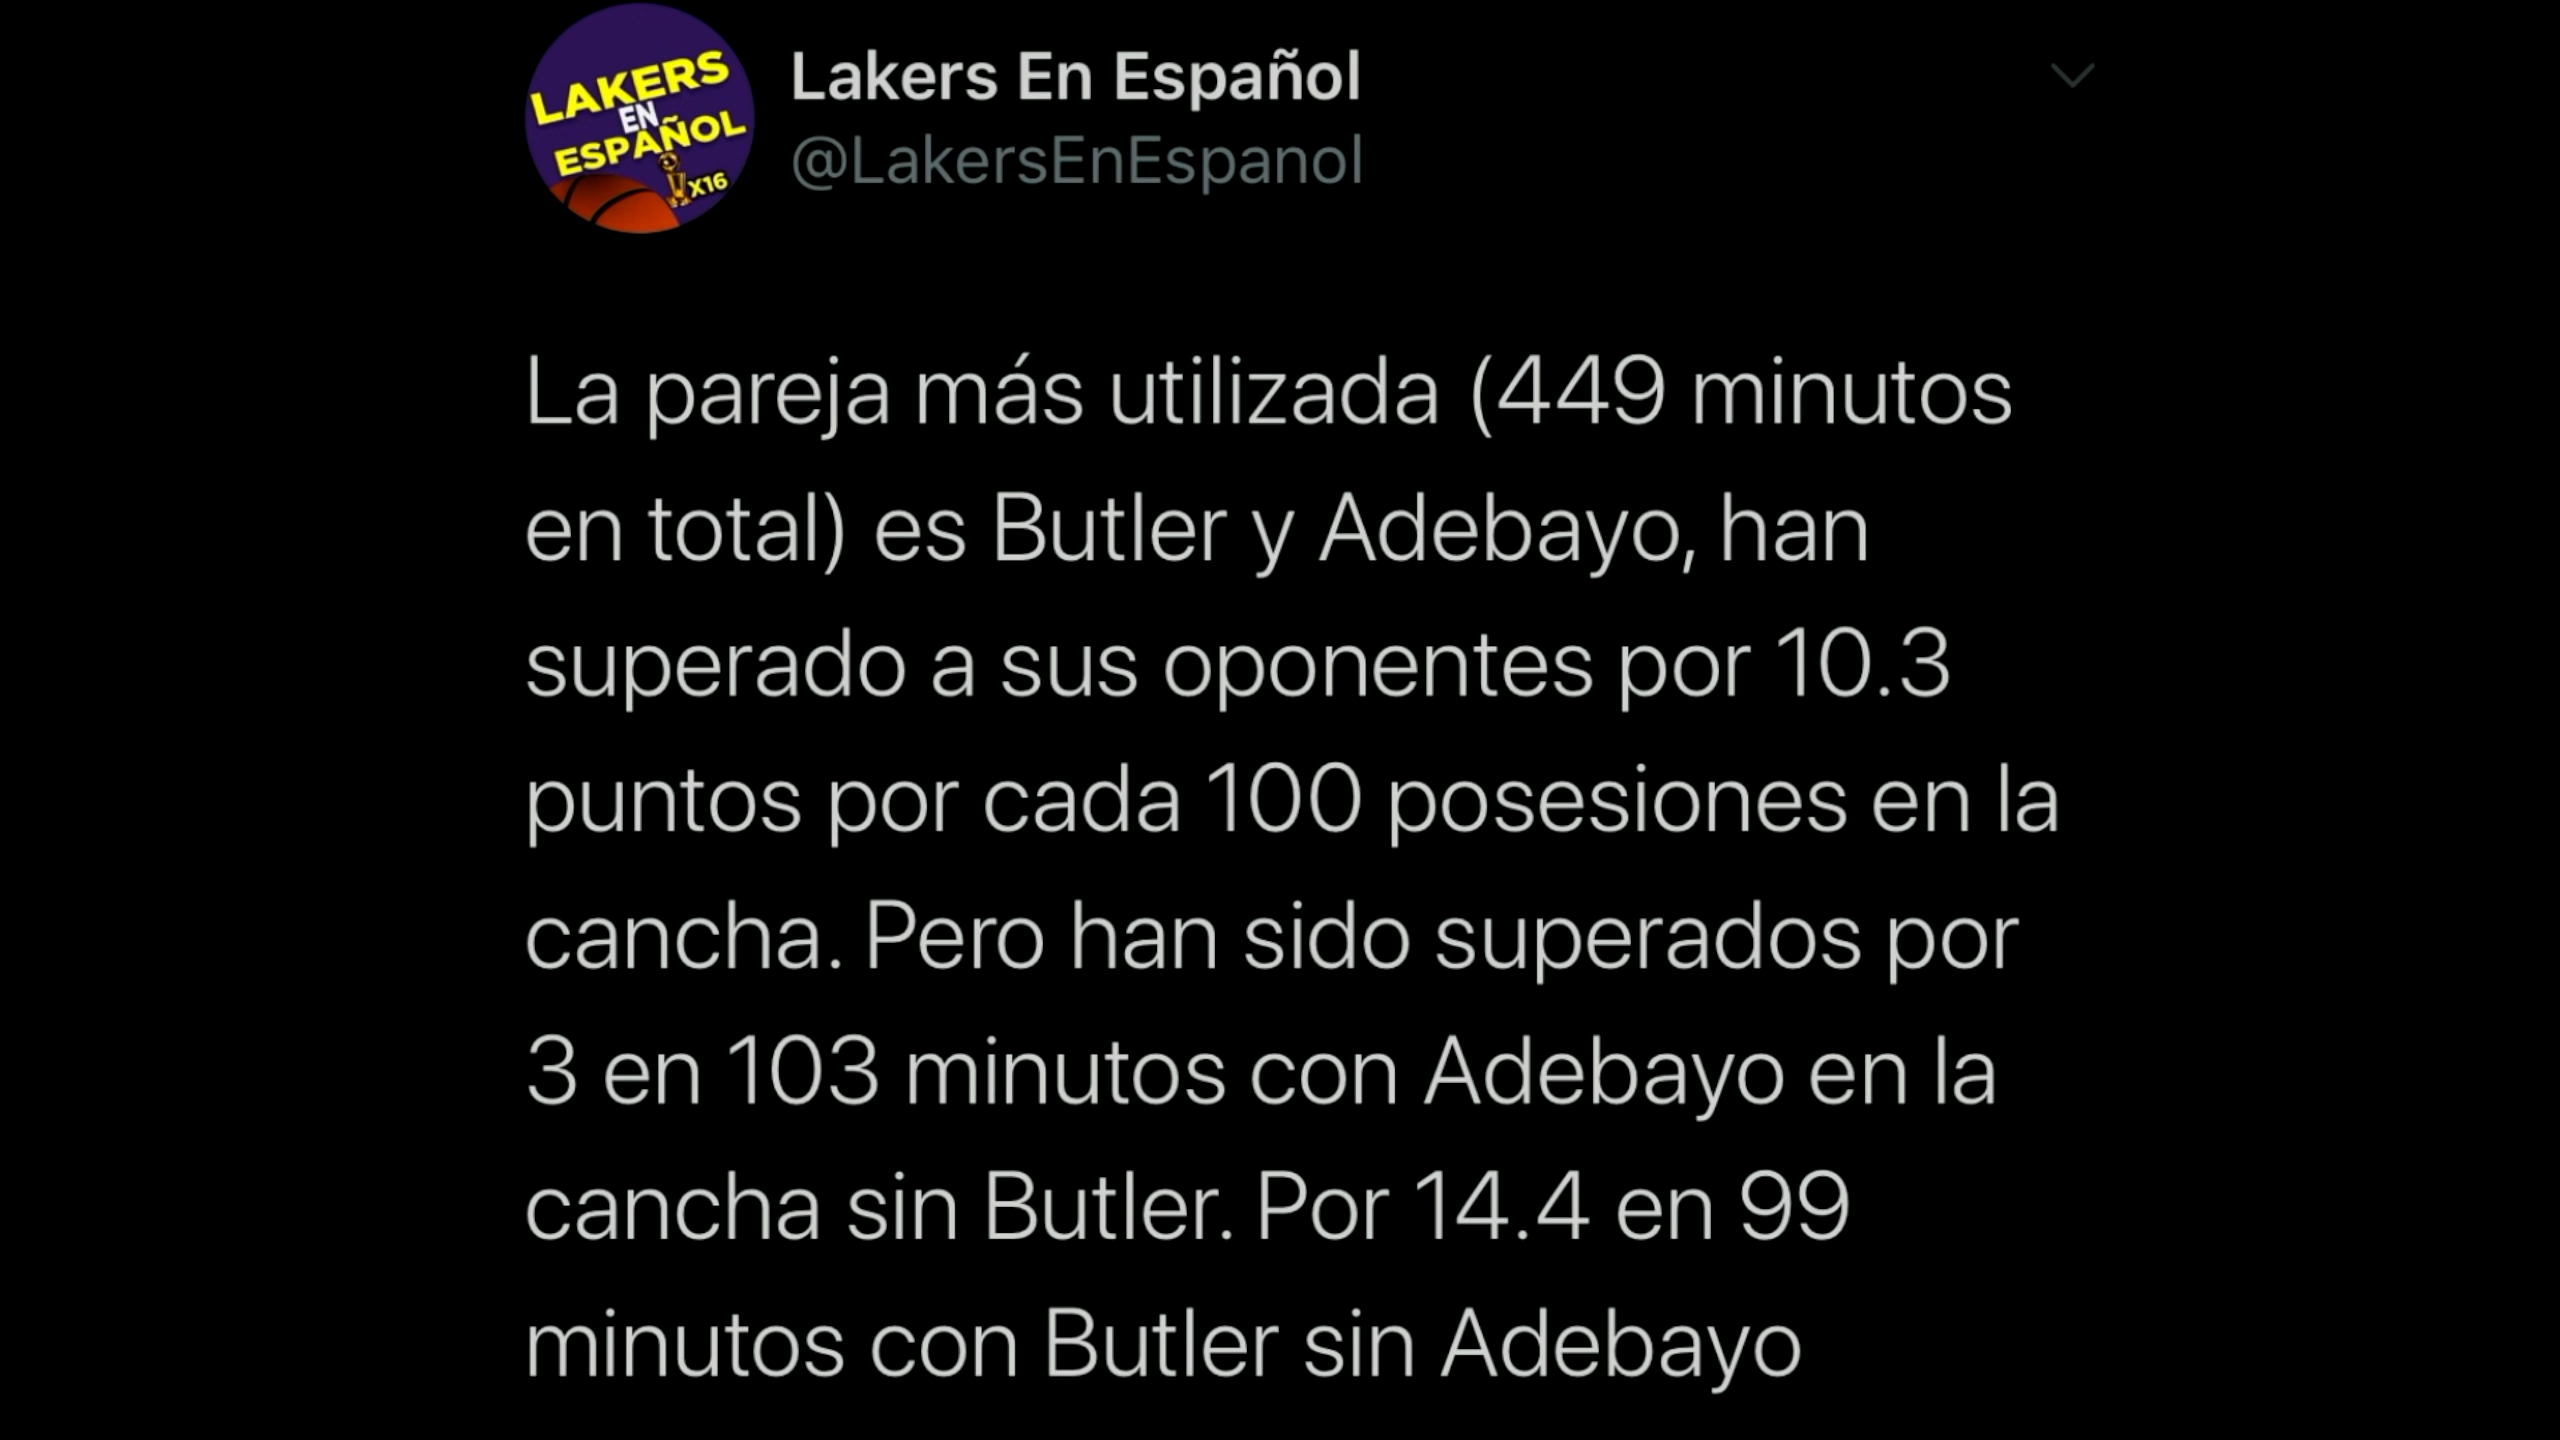 LAKERS
EN
ESPAÑOL
X16
Lakers En Español
@LakersEnEspanol
La pareja más utilizada (449 minutos
en total) es Butler y Adebayo, han
superado a sus oponentes por 10.3
puntos por cada 100 posesiones en la
cancha. Pero han sido superados por
3 en 103 minutos con Adebayo en la
cancha sin Butler. Por 14.4 en 99
minutos con Butler sin Adebayo